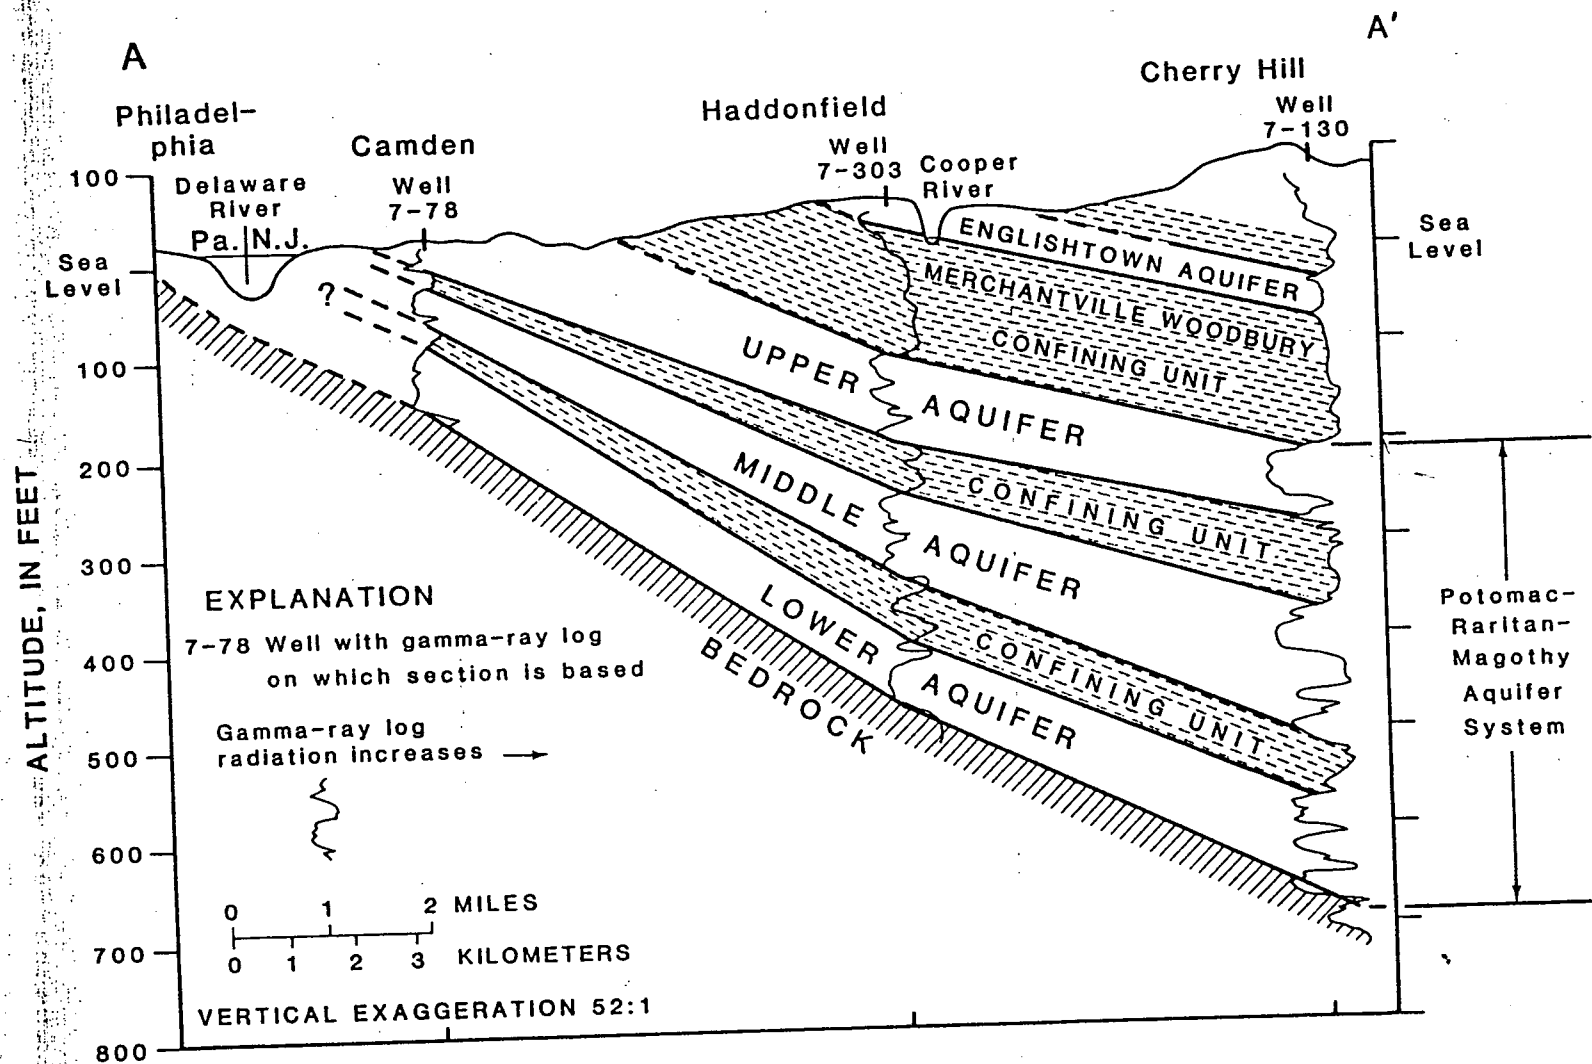 A
A'
Philadel-
phia
Camden
Haddonfield
Cherry Hill
Well
7-130
Well
7-303
Cooper
River
Delaware
River
Pa. N.J.
Well
7-78
100
Sea
Level
100
200
300
400
500
600
700
800
ALTITUDE, IN FEET
Sea
Level
?
ENGLISHTOWN AQUIFER
MERCHANTVILLE WOODBURY
CONFINING UNIT
UPPER AQUIFER
CONFINING UNIT
MIDDLE AQUIFER
CONFINING UNIT
LOWER AQUIFER
BEDROCK
Potomac-
Raritan-
Magothy
Aquifer
System
EXPLANATION
7-78 Well with gamma-ray log
on which section is based
Gamma-ray log
radiation increases
0 1 2 MILES
0 1 2 3 KILOMETERS
VERTICAL EXAGGERATION 52:1